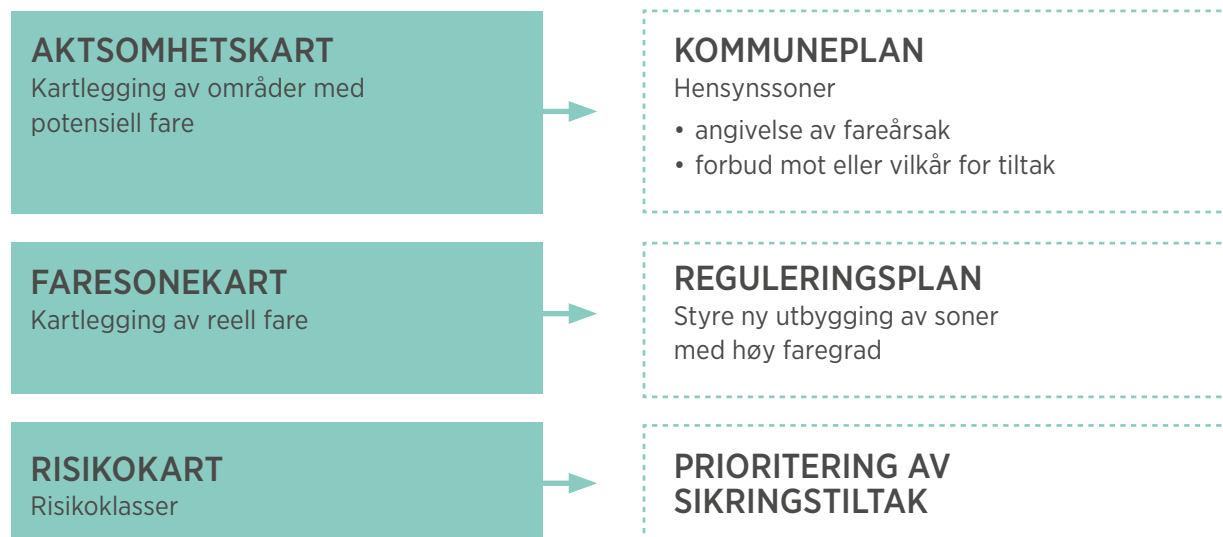 AKTSOMHETSKART
Kartlegging av områder med
potensiell fare
KOMMUNEPLAN
Hensynssoner
• angivelse av fareårsak
• forbud mot eller vilkår for tiltak
FARESONEKART
Kartlegging av reell fare
REGULERINGSPLAN
Styre ny utbygging av soner
med høy faregrad
RISIKOKART
Risikoklasser
PRIORITERING AV
SIKRINGSTILTAK